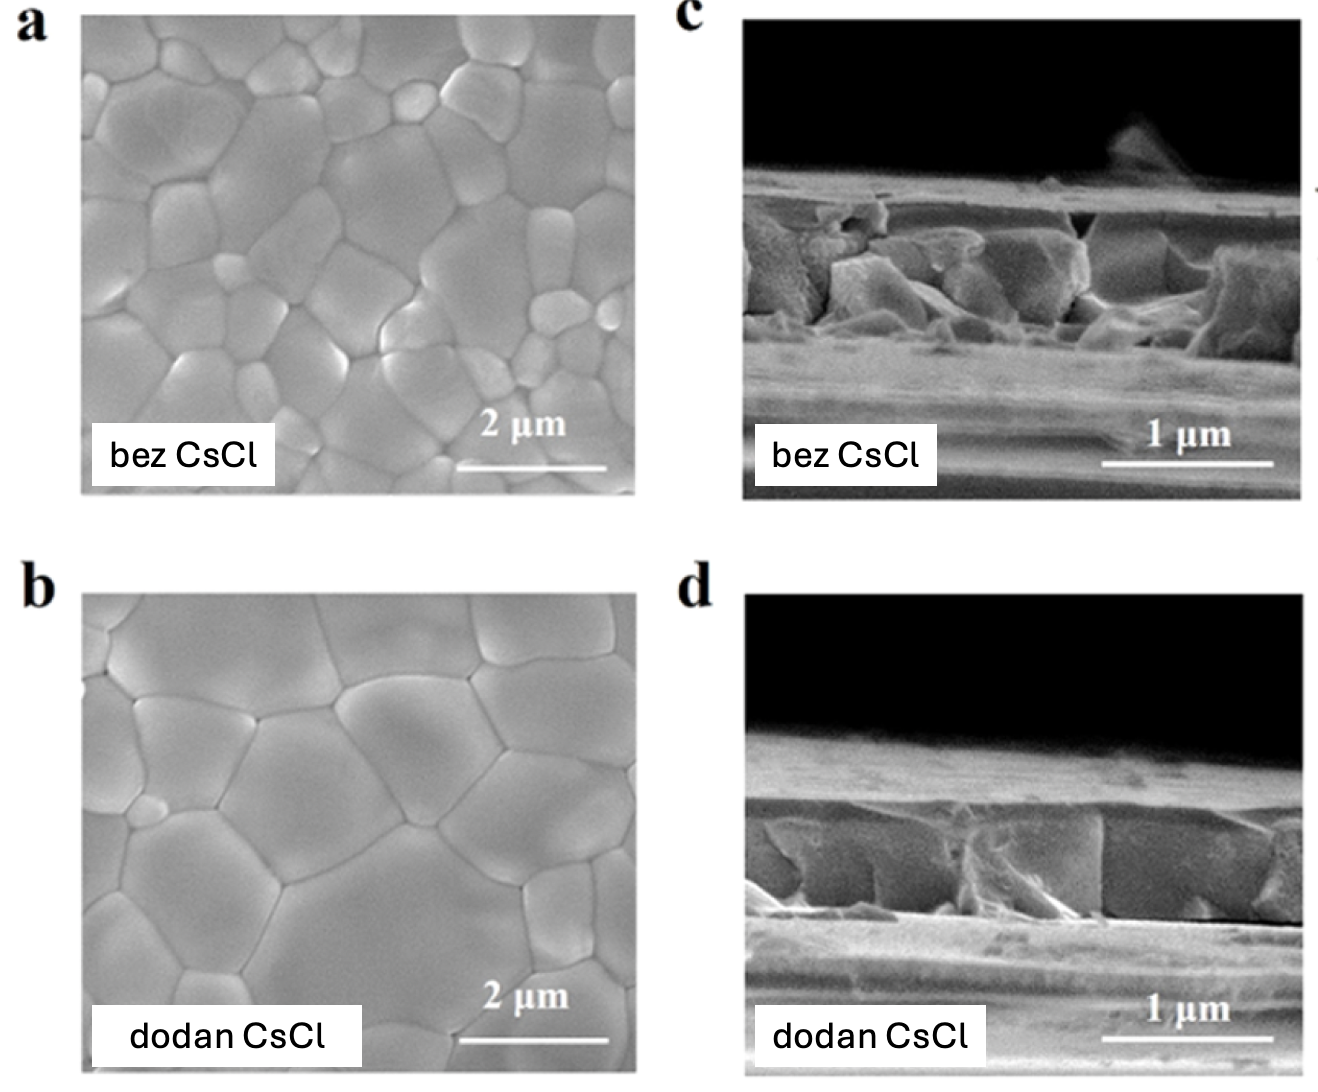 a
2 µm
bez CsCl
c
1 µm
bez CsCl
b
2 µm
dodan CsCl
d
1 µm
dodan CsCl